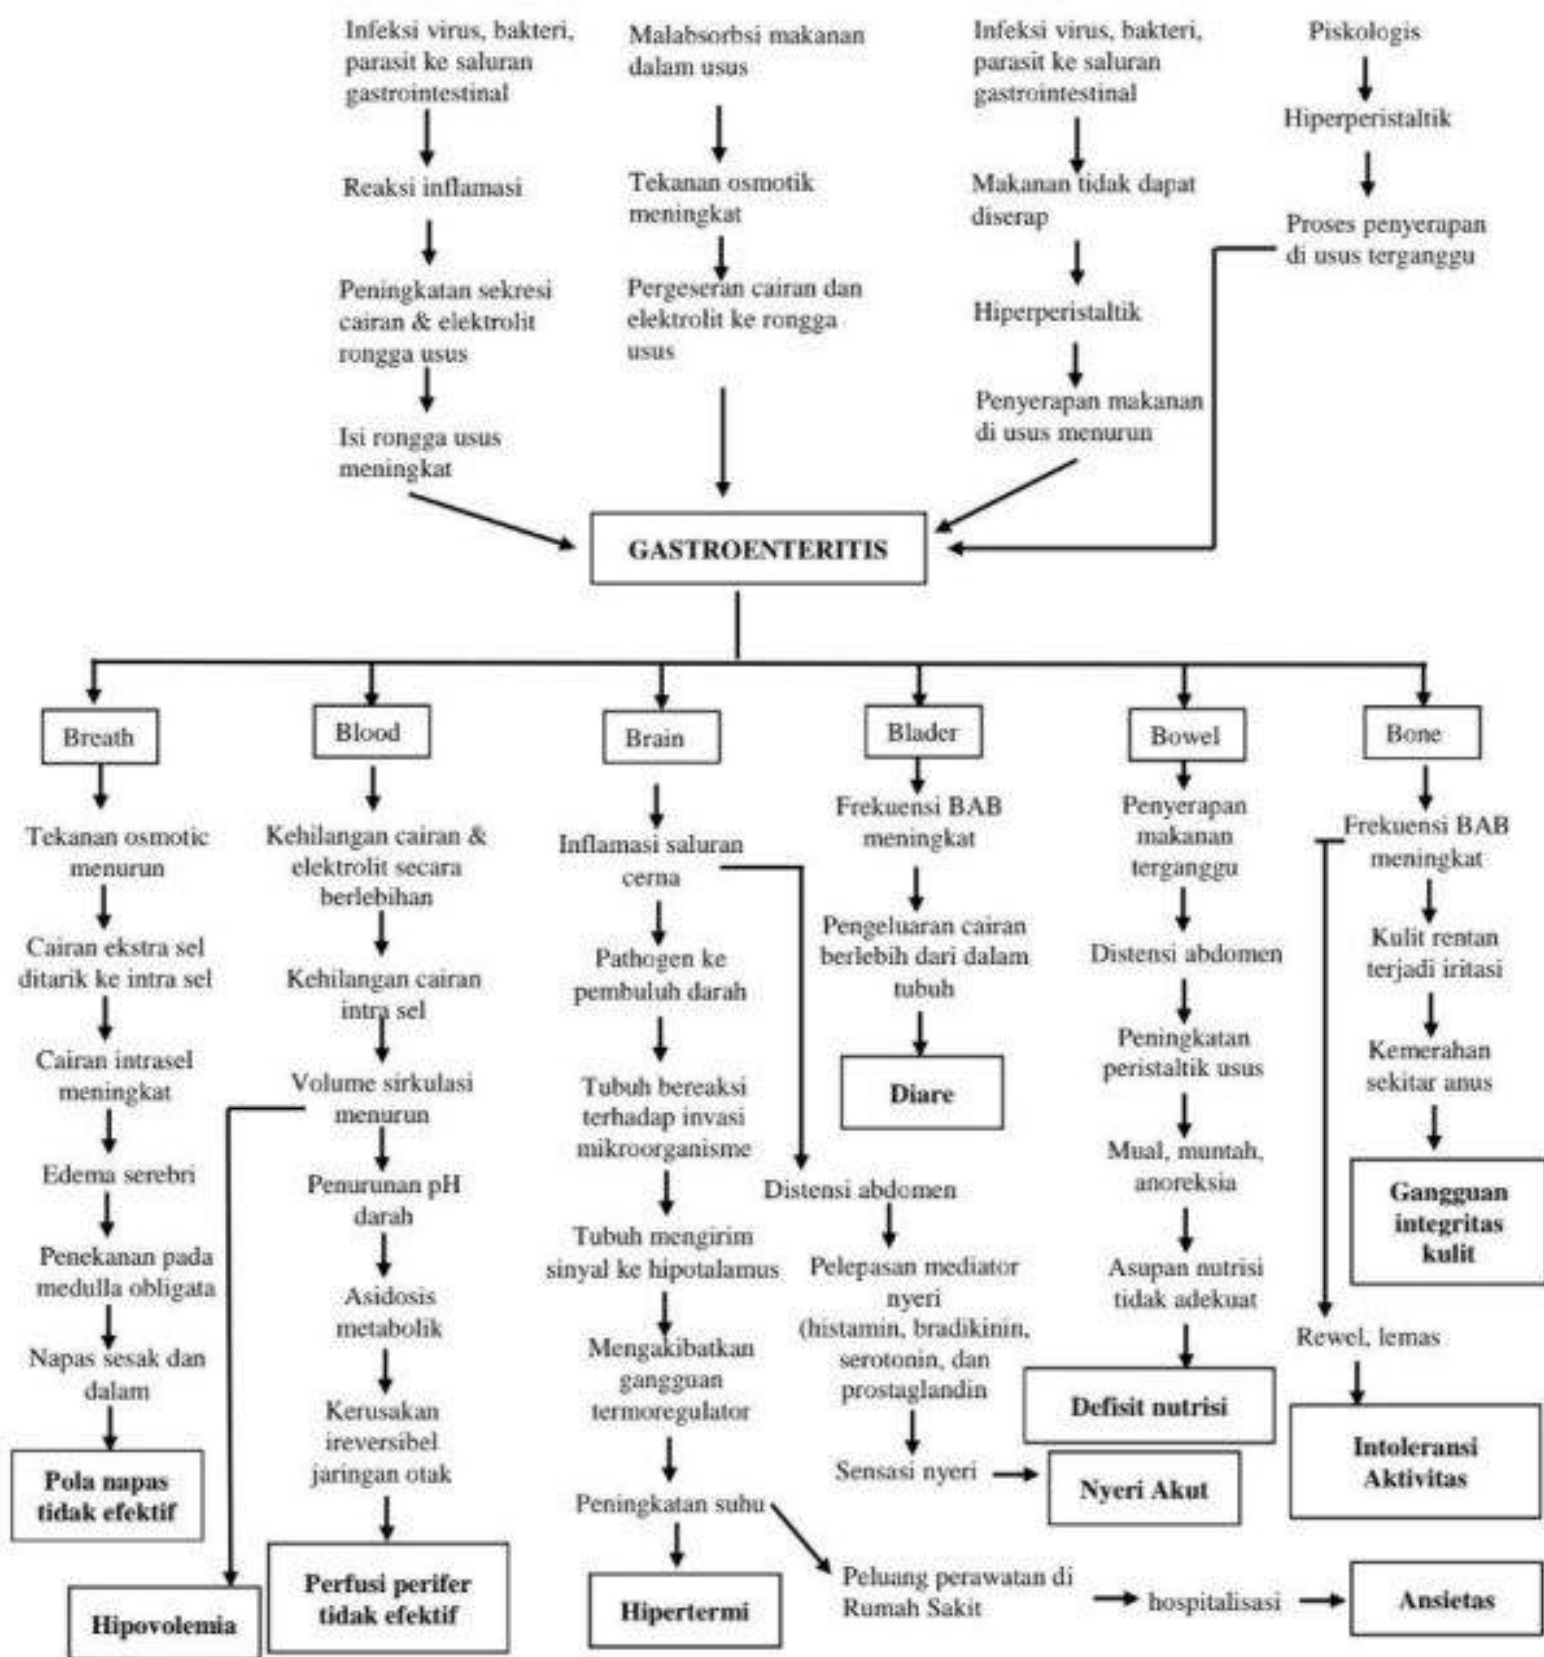 Infeksi virus, bakteri,
parasit ke saluran
gastrointestinal
Reaksi inflamasi
Peningkatan sekresi
cairan & elektrolit
rongga usus
Isi rongga usus
meningkat
Malabsorbsi makanan
dalam usus
Tekanan osmotik
meningkat
Pergeseran cairan dan
elektrolit ke rongga
usus
Infeksi virus, bakteri,
parasit ke saluran
gastrointestinal
Makanan tidak dapat
diserap
Hiperperistaltik
Penyerapan makanan
di usus menurun
Piskologis
Hiperperistaltik
Proses penyerapan
di usus terganggu
GASTROENTERITIS
Breath
Tekanan osmotic
menurun
Cairan ekstra sel
ditarik ke intra sel
Cairan intrasel
meningkat
Edema serebri
Penekanan pada
medulla obligata
Napas sesak dan
dalam
Pola napas
tidak efektif
Blood
Kehilangan cairan &
elektrolit secara
berlebihan
Kehilangan cairan
intra sel
Volume sirkulasi
menurun
Penurunan pH
darah
Asidosis
metabolik
Kerusakan
ireversibel
jaringan otak
Perfusi perifer
tidak efektif
Hipovolemia
Brain
Inflamasi saluran
cerna
Pathogen ke
pembuluh darah
Tubuh bereaksi
terhadap invasi
mikroorganisme
Tubuh mengirim
sinyal ke hipotalamus
Mengakibatkan
gangguan
termoregulator
Peningkatan suhu
Hipertermi
Distensi abdomen
Pelepasan mediator
nyeri
(histamin, bradikinin,
serotonin, dan
prostaglandin
Sensasi nyeri
Nyeri Akut
Peluang perawatan di
Rumah Sakit
hospitalisasi
Ansietas
Blader
Frekuensi BAB
meningkat
Pengeluaran cairan
berlebih dari dalam
tubuh
Diare
Bowel
Penyerapan
makanan
terganggu
Distensi abdomen
Peningkatan
peristaltik usus
Mual, muntah,
anoreksia
Asupan nutrisi
tidak adekuat
Defisit nutrisi
Bone
Frekuensi BAB
meningkat
Kulit rentan
terjadi iritasi
Kemerahan
sekitar anus
Gangguan
integritas
kulit
Rewel, lemas
Intoleransi
Aktivitas